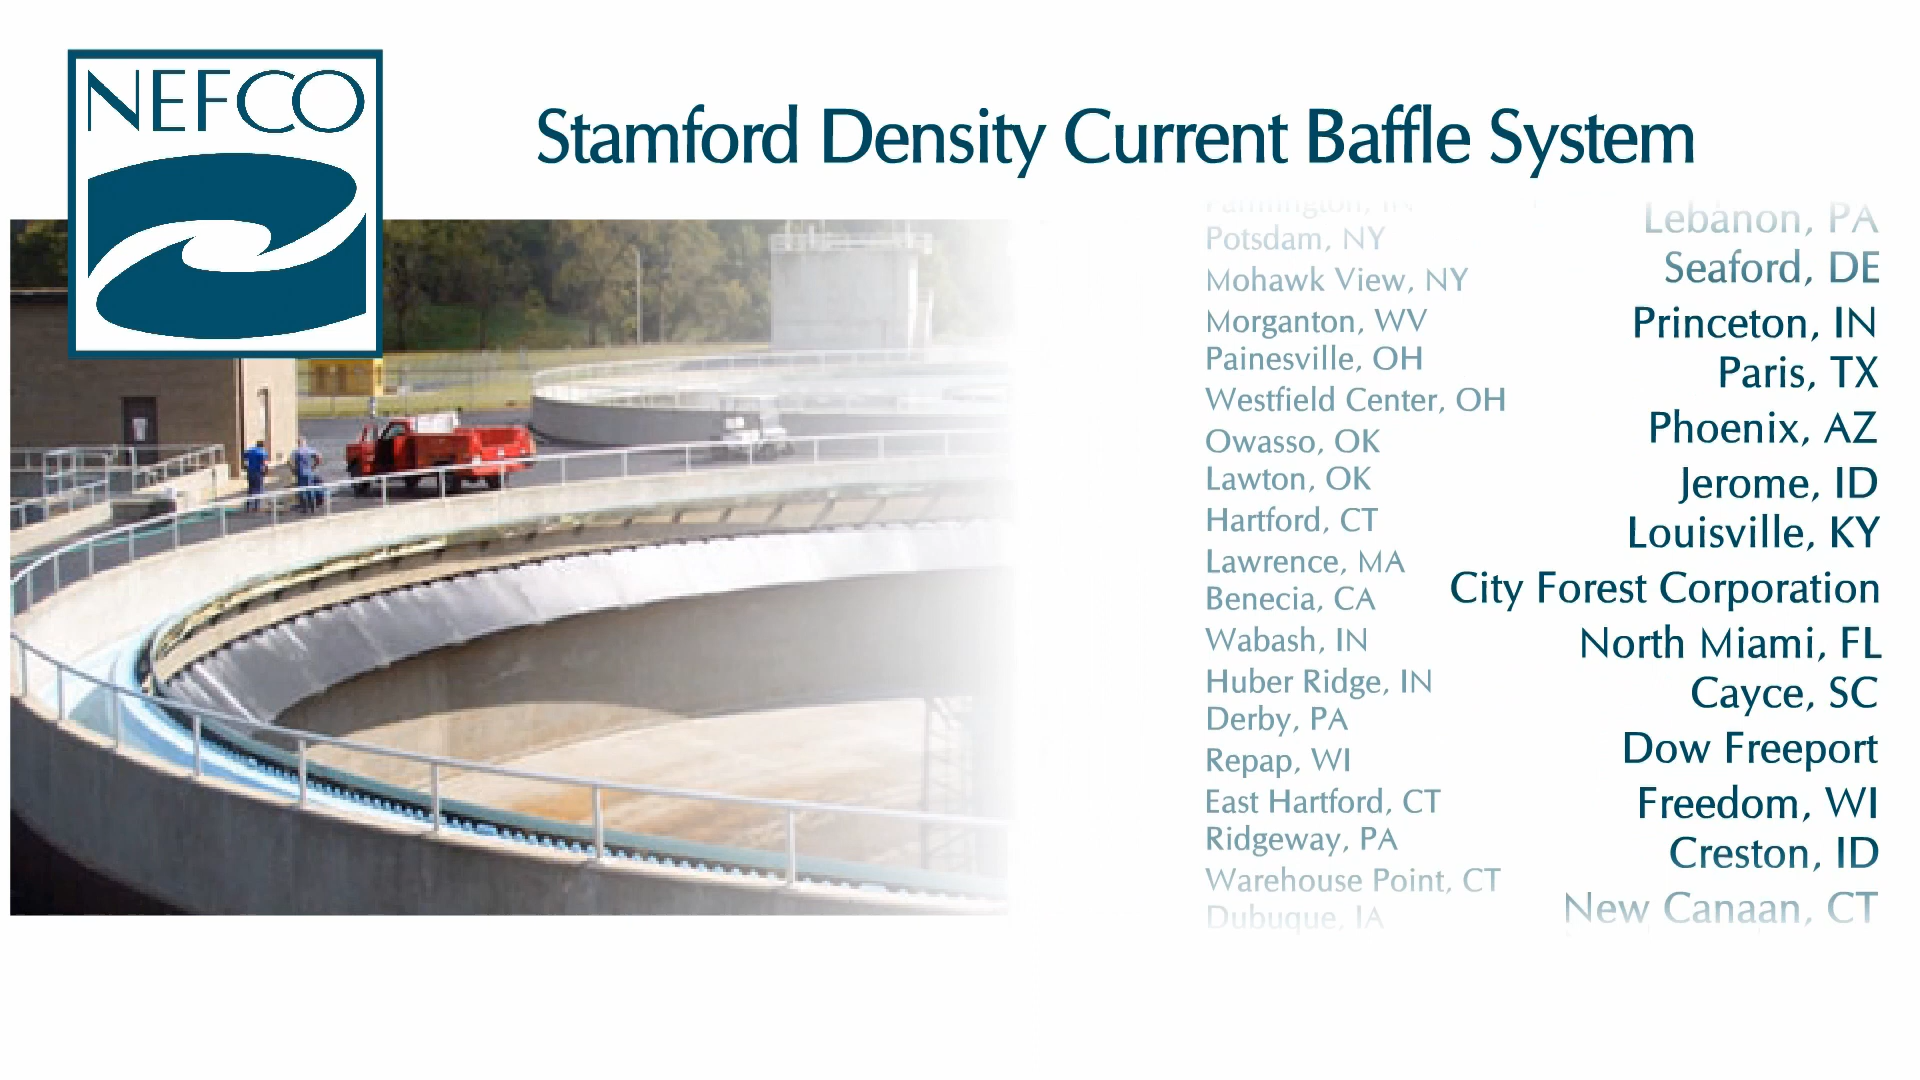 NEFCO
Stamford Density Current Baffle System
Farmington, IN
Potsdam, NY
Mohawk View, NY
Morganton, WV
Painesville, OH
Westfield Center, OH
Owasso, OK
Lawton, OK
Hartford, CT
Lawrence, MA
Benecia, CA
Wabash, IN
Huber Ridge, IN
Derby, PA
Repap, WI
East Hartford, CT
Ridgeway, PA
Warehouse Point, CT
Dubuque, IA
Lebanon, PA
Seaford, DE
Princeton, IN
Paris, TX
Phoenix, AZ
Jerome, ID
Louisville, KY
City Forest Corporation
North Miami, FL
Cayce, SC
Dow Freeport
Freedom, WI
Creston, ID
New Canaan, CT